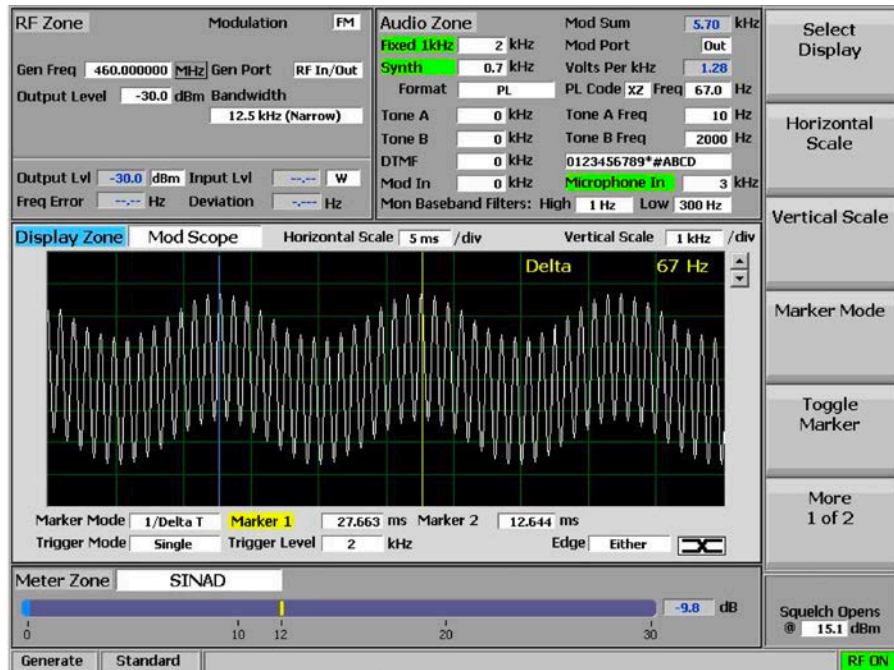 RF Zone Modulation FM
Gen Freq 460.000000 MHz Gen Port RF In/Out
Output Level -30.0 dBm Bandwidth
12.5 kHz (Narrow)
Output Lvl -30.0 dBm Input Lvl --.-- W
Freq Error --.-- Hz Deviation -.--- Hz
Audio Zone Mod Sum 5.70 kHz
Fixed 1kHz 2 kHz Mod Port Out
Synth 0.7 kHz Volts Per kHz 1.28
Format PL PL Code XZ Freq 67.0 Hz
Tone A 0 kHz Tone A Freq 10 Hz
Tone B 0 kHz Tone B Freq 2000 Hz
DTMF 0 kHz 0123456789*#ABCD
Mod In 0 kHz Microphone In 3 kHz
Mon Baseband Filters: High 1 Hz Low 300 Hz
Display Zone Mod Scope Horizontal Scale 5 ms /div Vertical Scale 1 kHz /div
Delta 67 Hz
Marker Mode 1/Delta T Marker 1 27.663 ms Marker 2 12.644 ms
Trigger Mode Single Trigger Level 2 kHz Edge Either
Meter Zone SINAD
-9.8 dB
0 10 12 20 30
Generate Standard
Select
Display
Horizontal
Scale
Vertical Scale
Marker Mode
Toggle
Marker
More
1 of 2
Squelch Opens
@ 15.1 dBm
RF ON